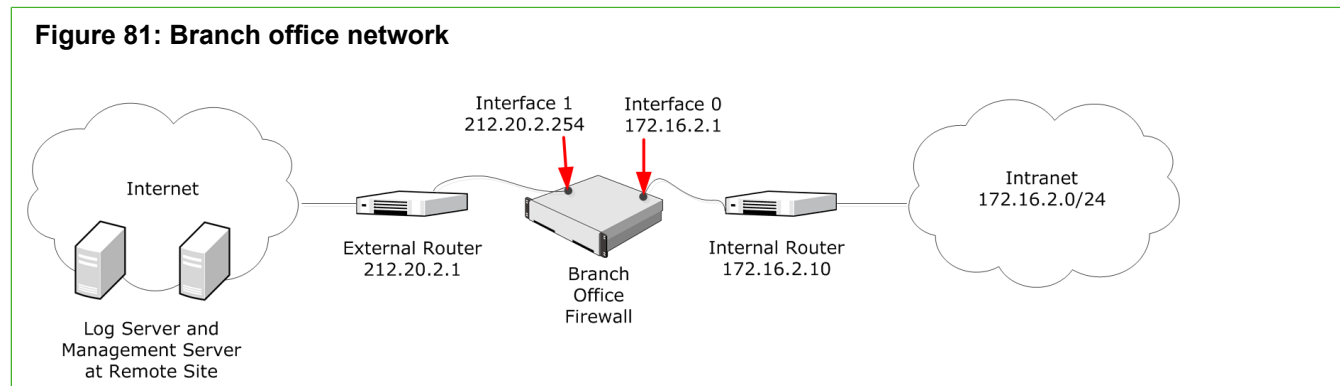 Figure 81: Branch office network
Interface 1
212.20.2.254
Interface 0
172.16.2.1
Internet
Intranet
172.16.2.0/24
External Router
212.20.2.1
Branch
Office
Firewall
Internal Router
172.16.2.10
Log Server and
Management Server
at Remote Site